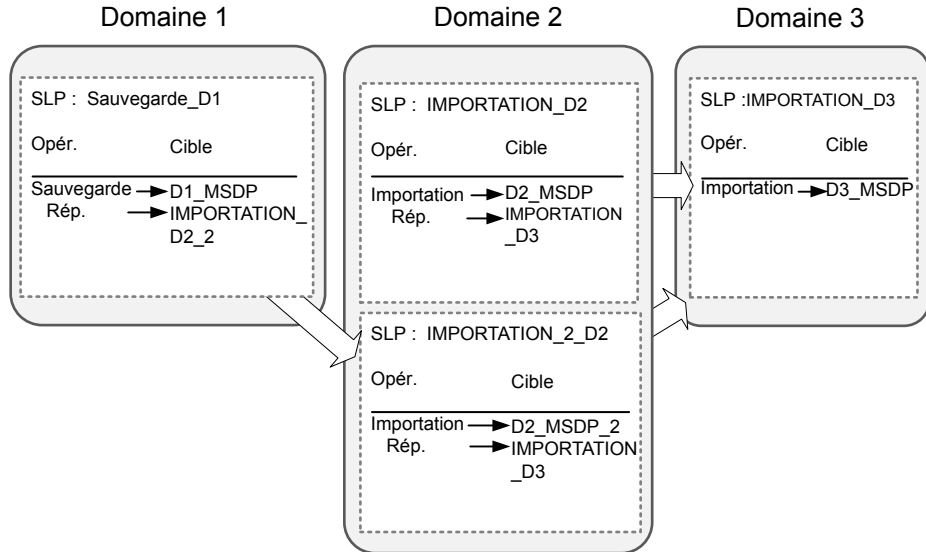 Domaine 1
SLP : Sauvegarde_D1
Opér. Cible
Sauvegarde D1_MSDP
Rép. IMPORTATION_
D2_2
Domaine 2
SLP : IMPORTATION_D2
Opér. Cible
Importation D2_MSDP
Rép. IMPORTATION
_D3
SLP : IMPORTATION_2_D2
Opér. Cible
Importation D2_MSDP_2
Rép. IMPORTATION
_D3
Domaine 3
SLP :IMPORTATION_D3
Opér. Cible
Importation D3_MSDP